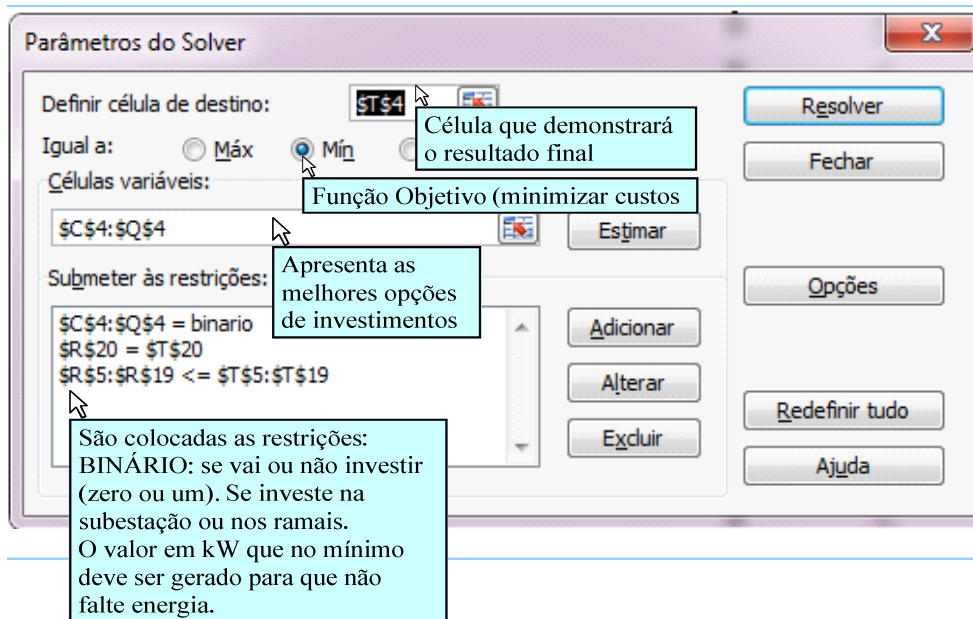 Parâmetros do Solver
Definir célula de destino:
$T$4
Célula que demonstrará
o resultado final
Resolver
Igual a:
Máx
Mín
Fechar
Células variáveis:
Função Objetivo (minimizar custos
$C$4:$Q$4
Estimar
Submeter às restrições:
Apresenta as
melhores opções
de investimentos
Opções
$C$4:$Q$4 = binario
$R$20 = $T$20
$R$5:$R$19 <= $T$5:$T$19
Adicionar
Alterar
Excluir
Redefinir tudo
Ajuda
São colocadas as restrições:
BINÁRIO: se vai ou não investir
(zero ou um). Se investe na
subestação ou nos ramais.
O valor em kW que no mínimo
deve ser gerado para que não
falte energia.